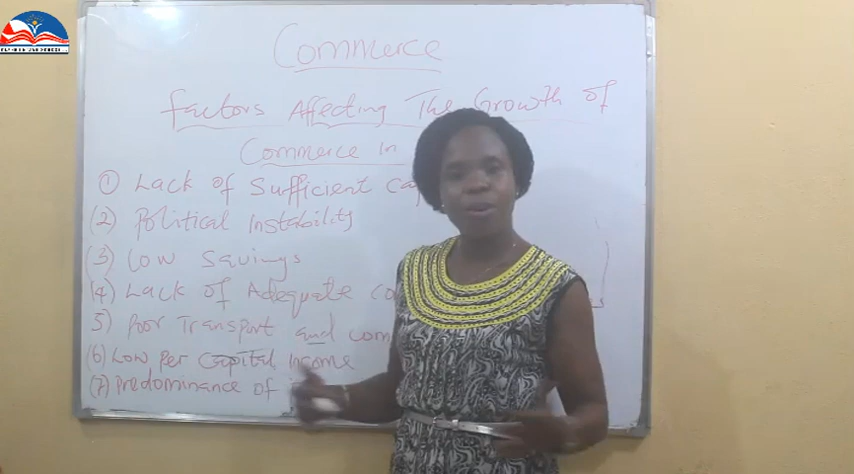 Commerce
Factors Affecting The Growth of
Commerce in
① Lack of Sufficient
(2) Political instability
(3) Low Savings
(4) Lack of Adequate
5) Poor Transport and
(6) Low Per Capital income
(7) Predominance of